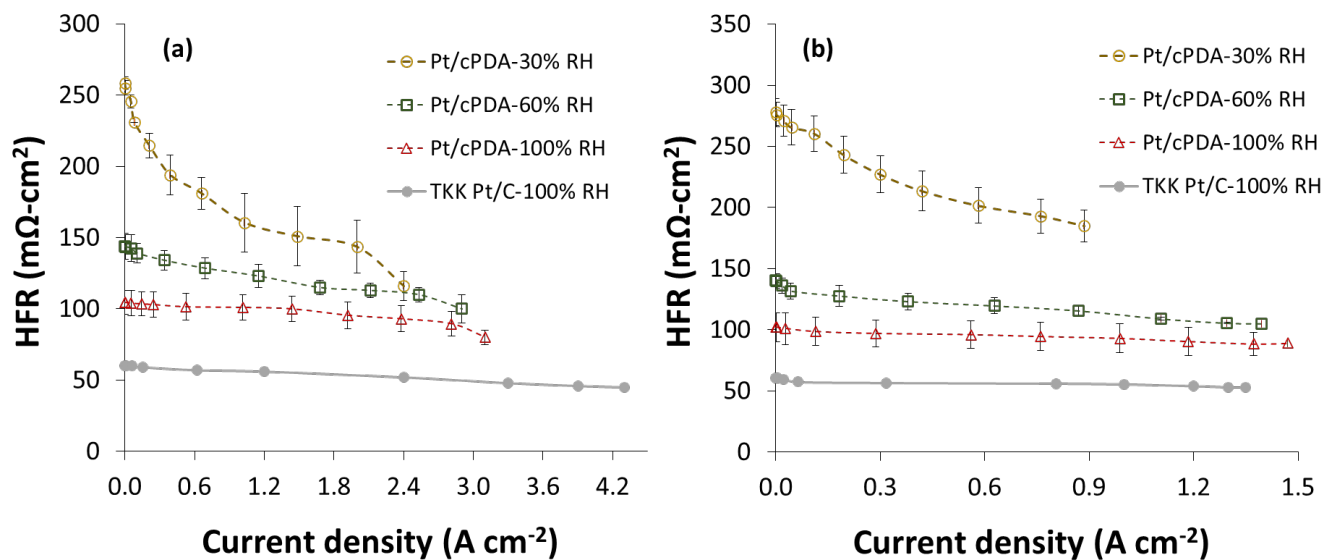 (a)
HFR (mΩ-cm²)
300
250
200
150
100
50
0
Pt/cPDA-30% RH
Pt/cPDA-60% RH
Pt/cPDA-100% RH
TKK Pt/C-100% RH
0.0 0.6 1.2 1.8 2.4 3.0 3.6 4.2
Current density (A cm⁻²)
(b)
HFR (mΩ-cm²)
350
300
250
200
150
100
50
0
Pt/cPDA-30% RH
Pt/cPDA-60% RH
Pt/cPDA-100% RH
TKK Pt/C-100% RH
0.0 0.3 0.6 0.9 1.2 1.5
Current density (A cm⁻²)